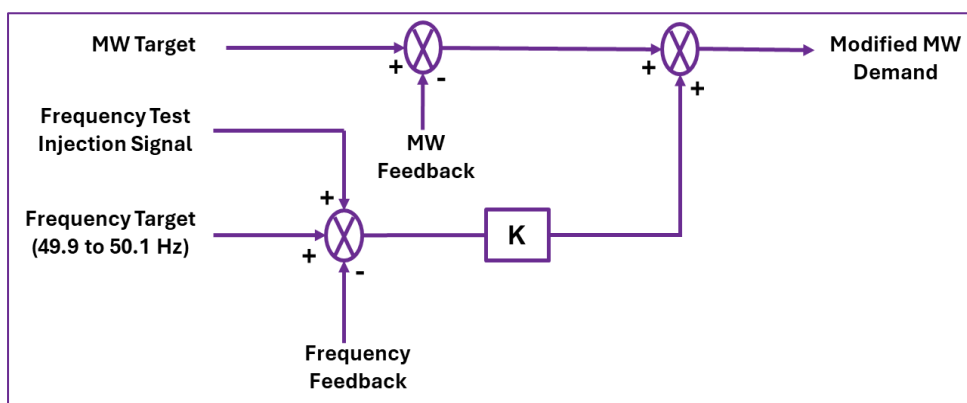 MW Target
+
-
+
+
Modified MW
Demand
Frequency Test
Injection Signal
MW
Feedback
+
Frequency Target
(49.9 to 50.1 Hz)
+
-
K
Frequency
Feedback